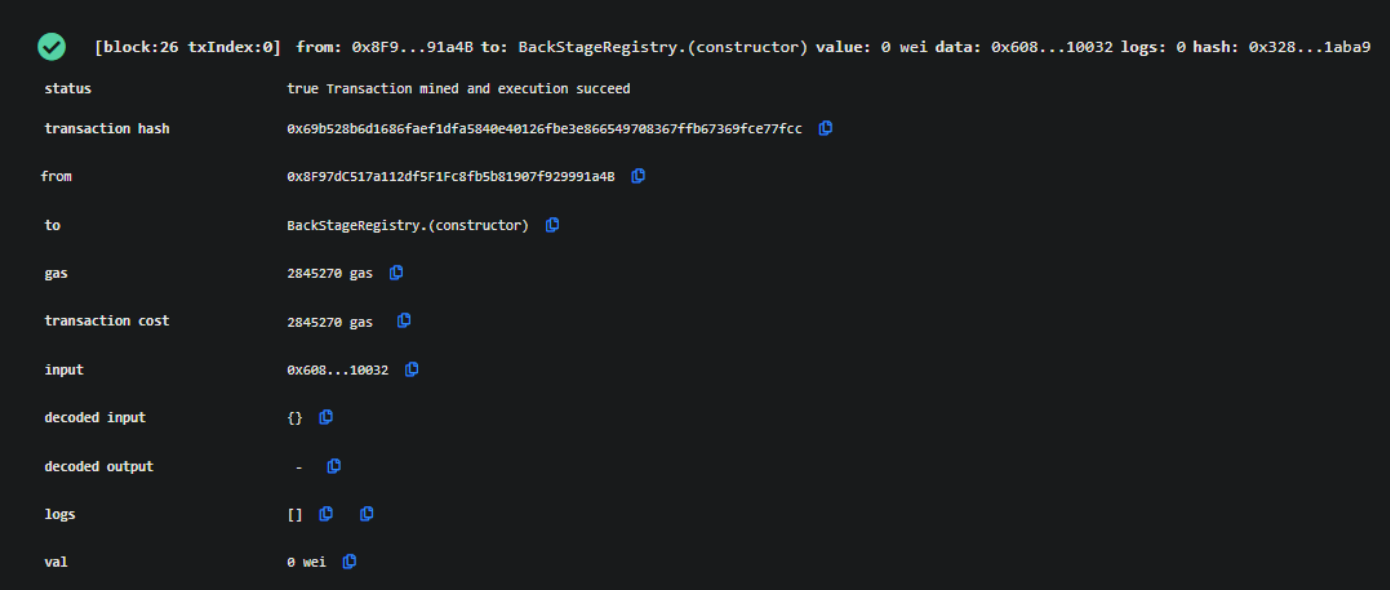 [block:26 txIndex:0] from: 0x8F9...91a4B to: BackStageRegistry.(constructor) value: 0 wei data: 0x608...10032 logs: 0 hash: 0x328...1aba9
status true Transaction mined and execution succeed
transaction hash 0x69b528b6d1686faef1dfa5840e40126fbe3e866549708367ffb67369fce77fcc
from 0x8F97dC517a112df5F1Fc8fb5b81907f929991a4B
to BackStageRegistry.(constructor)
gas 2845270 gas
transaction cost 2845270 gas
input 0x608...10032
decoded input {}
decoded output -
logs []
val 0 wei